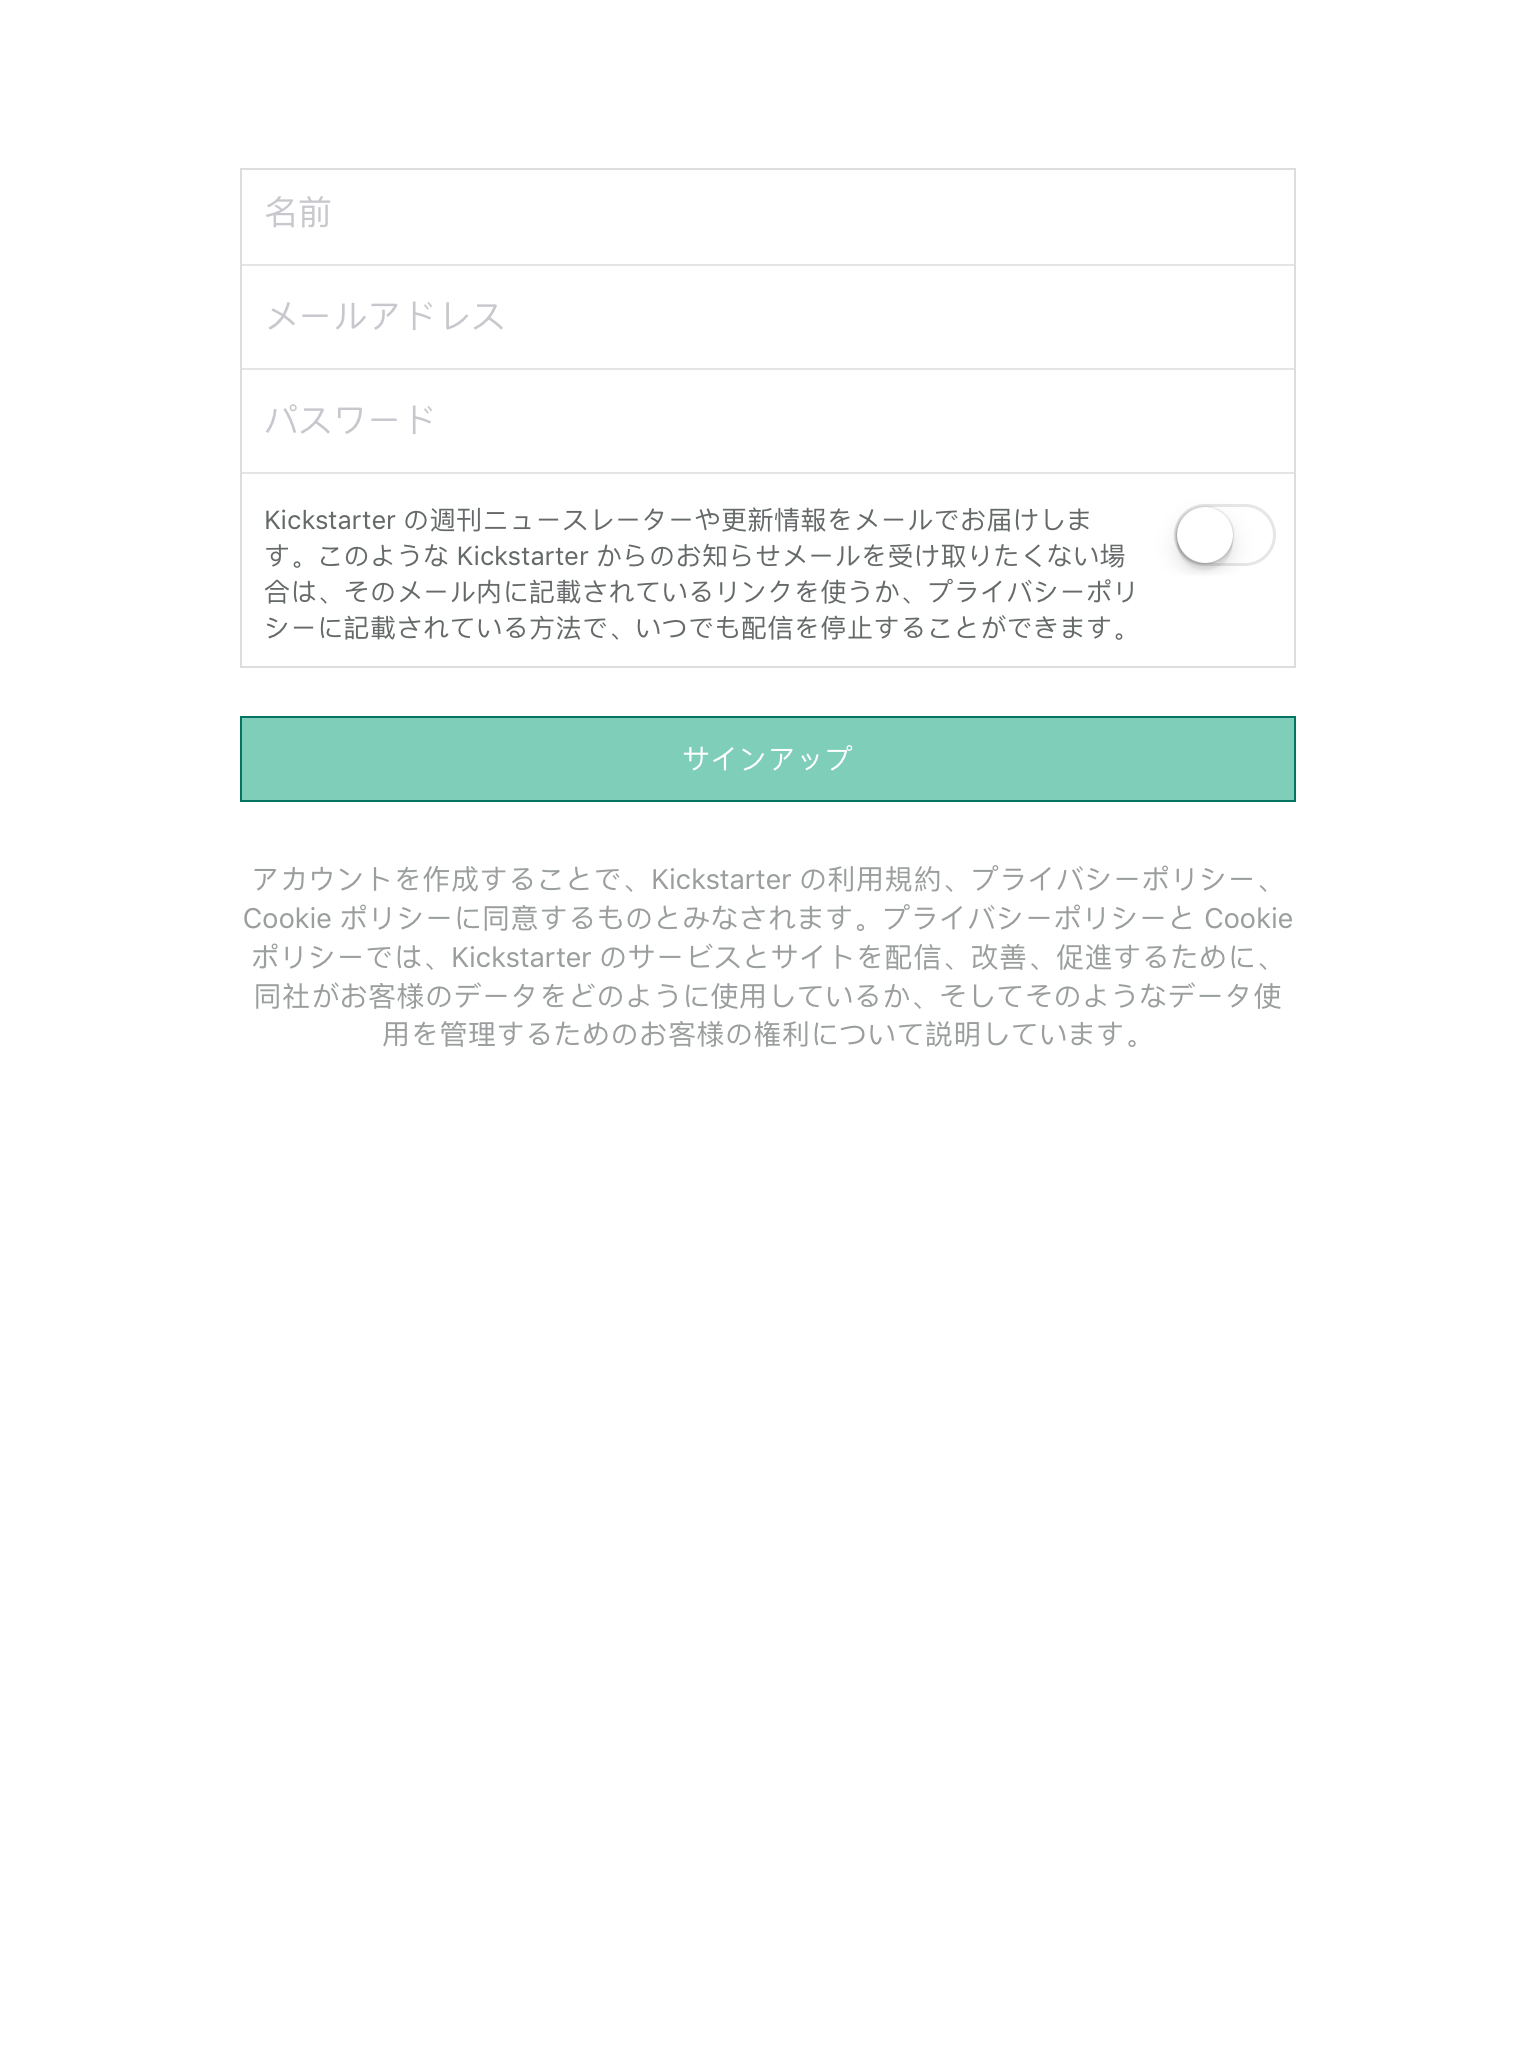 名前
メールアドレス
パスワード
Kickstarter の週刊ニュースレーターや更新情報をメールでお届けしま
す。このような Kickstarter からのお知らせメールを受け取りたくない場
合は、そのメール内に記載されているリンクを使うか、プライバシーポリ
シーに記載されている方法で、いつでも配信を停止することができます。
サインアップ
アカウントを作成することで、Kickstarter の利用規約、プライバシーポリシー、
Cookie ポリシーに同意するものとみなされます。プライバシーポリシーと Cookie
ポリシーでは、Kickstarter のサービスとサイトを配信、改善、促進するために、
同社がお客様のデータをどのように使用しているか、そしてそのようなデータ使
用を管理するためのお客様の権利について説明しています。